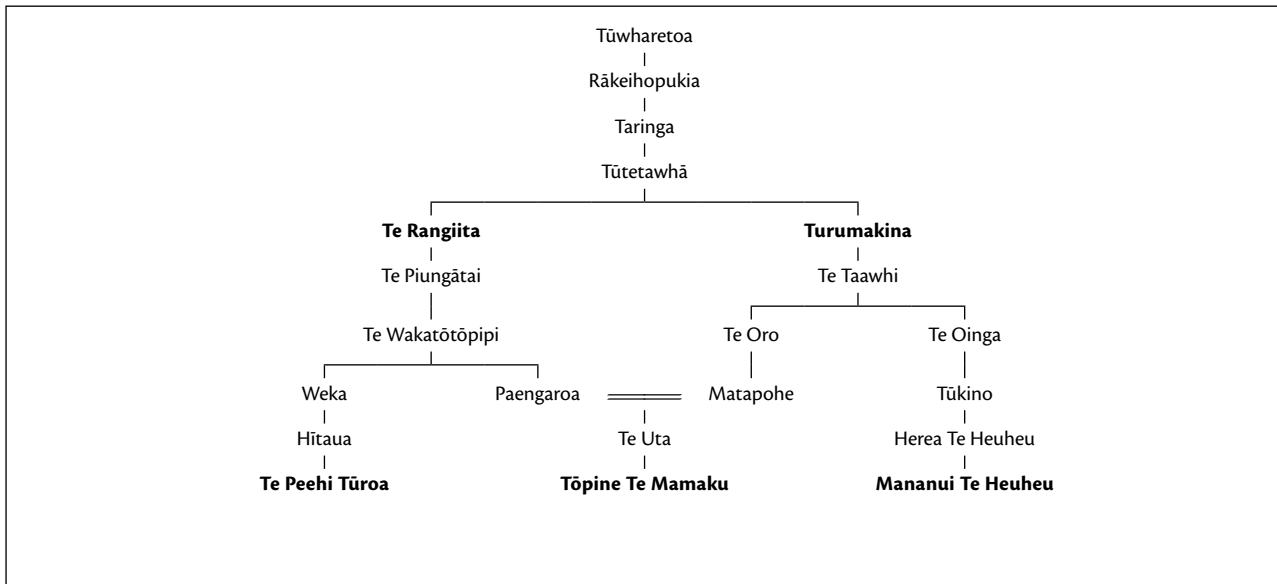 Tūwharetoa
Rākeihopukia
Taringa
Tūtetawhā
Te Rangiita Turumakina
Te Piungātai Te Taawhi
Te Wakatōtōpipi Te Oro Te Oinga
Weka Paengaroa Matapohe Tūkino
Hītaua Te Uta Herea Te Heuheu
Te Peehi Tūroa Tōpine Te Mamaku Mananui Te Heuheu